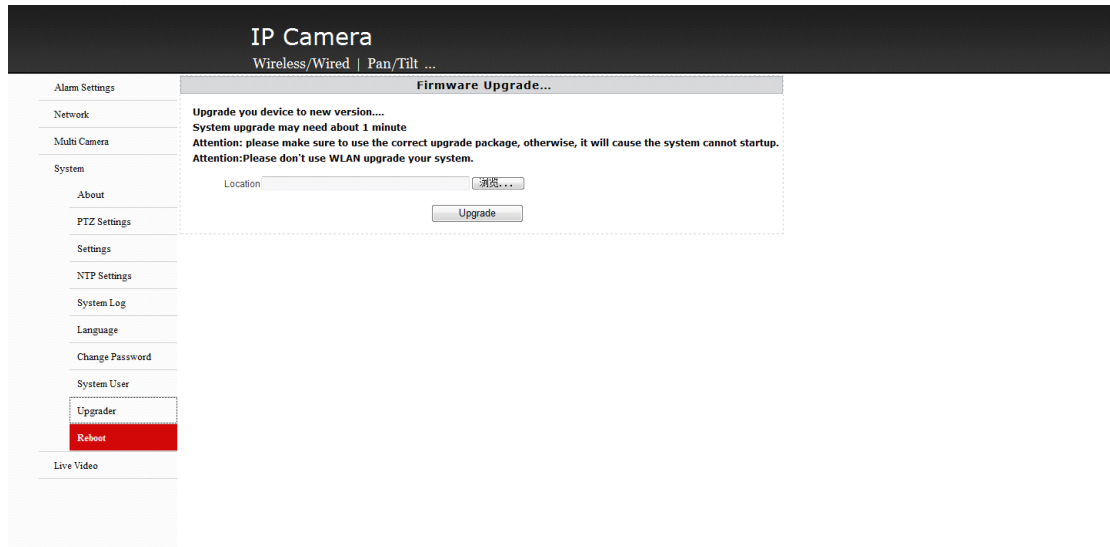 IP Camera
Wireless/Wired | Pan/Tilt ...
Alarm Settings
Network
Multi Camera
System
About
PTZ Settings
Settings
NTP Settings
System Log
Language
Change Password
System User
Upgrader
Reboot
Live Video
Firmware Upgrade...
Upgrade you device to new version....
System upgrade may need about 1 minute
Attention: please make sure to use the correct upgrade package, otherwise, it will cause the system cannot startup.
Attention:Please don't use WLAN upgrade your system.
Location 浏览...
Upgrade